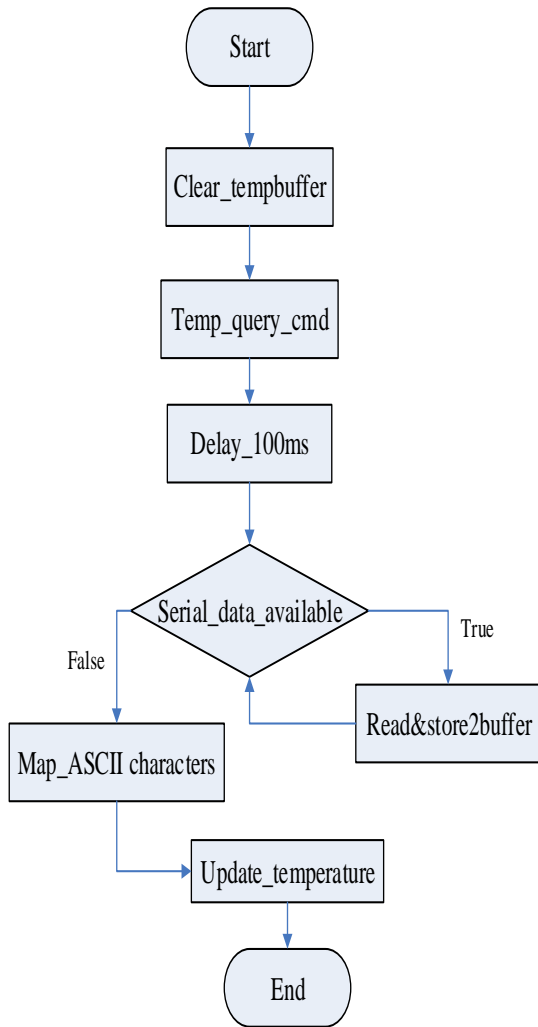 Start
Clear_tempbuffer
Temp_query_cmd
Delay_100ms
Serial_data_available
True
False
Read&store2buffer
Map_ASCII characters
Update_temperature
End